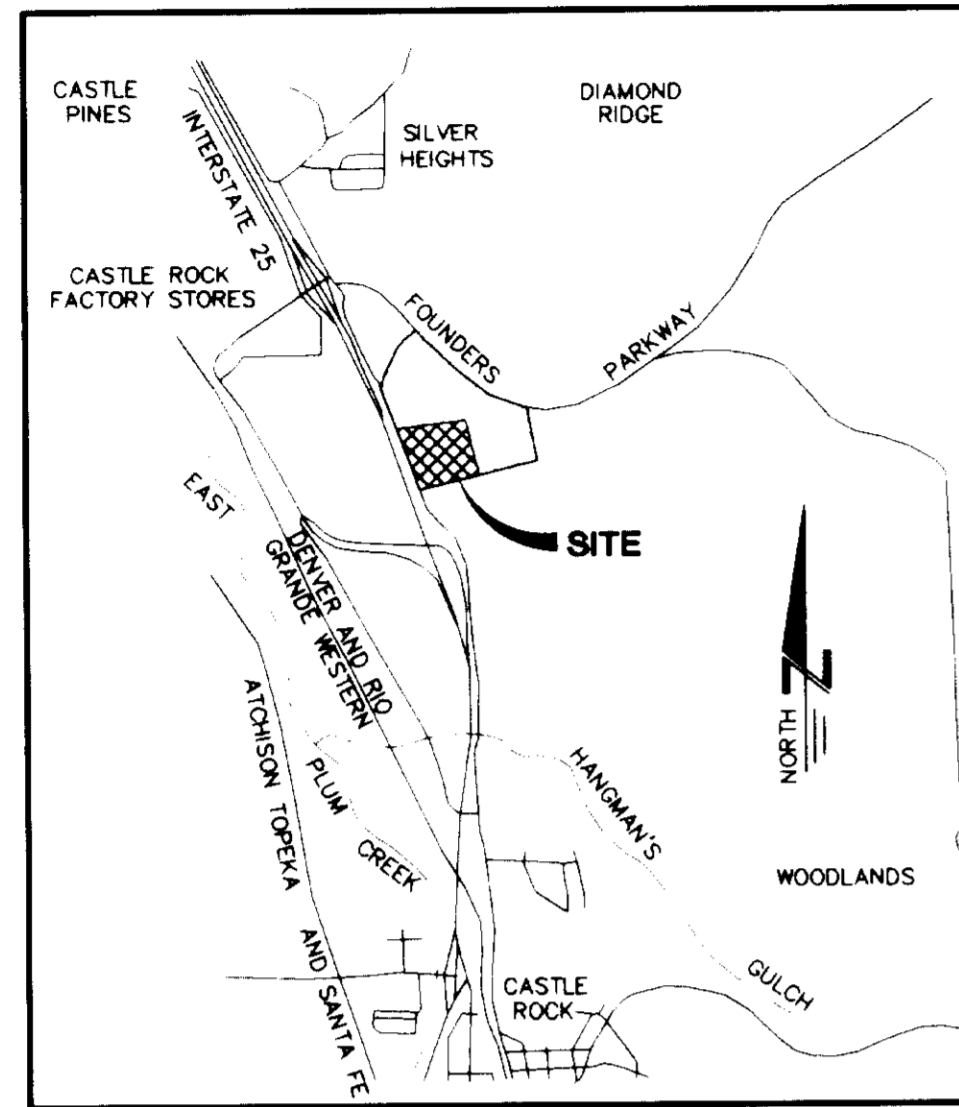 CASTLE
PINES
DIAMOND
RIDGE
SILVER
HEIGHTS
INTERSTATE 25
CASTLE ROCK
FACTORY STORES
FOUNDERS
PARKWAY
EAST
SITE
DENVER AND RIO
GRANDE WESTERN
NORTH
ATCHISON TOPEKA
AND SANTA FE
PLUM
CREEK
HANGMAN'S
GULCH
WOODLANDS
CASTLE
ROCK